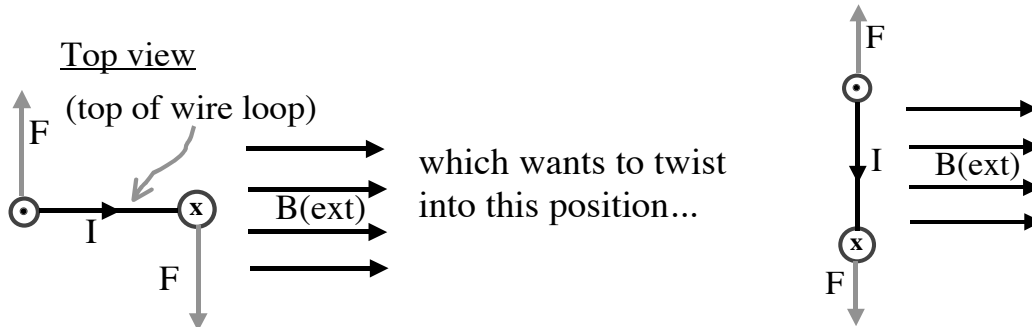 Top view
(top of wire loop)
F
I
x
F
B(ext)
which wants to twist
into this position...
F
I
B(ext)
x
F